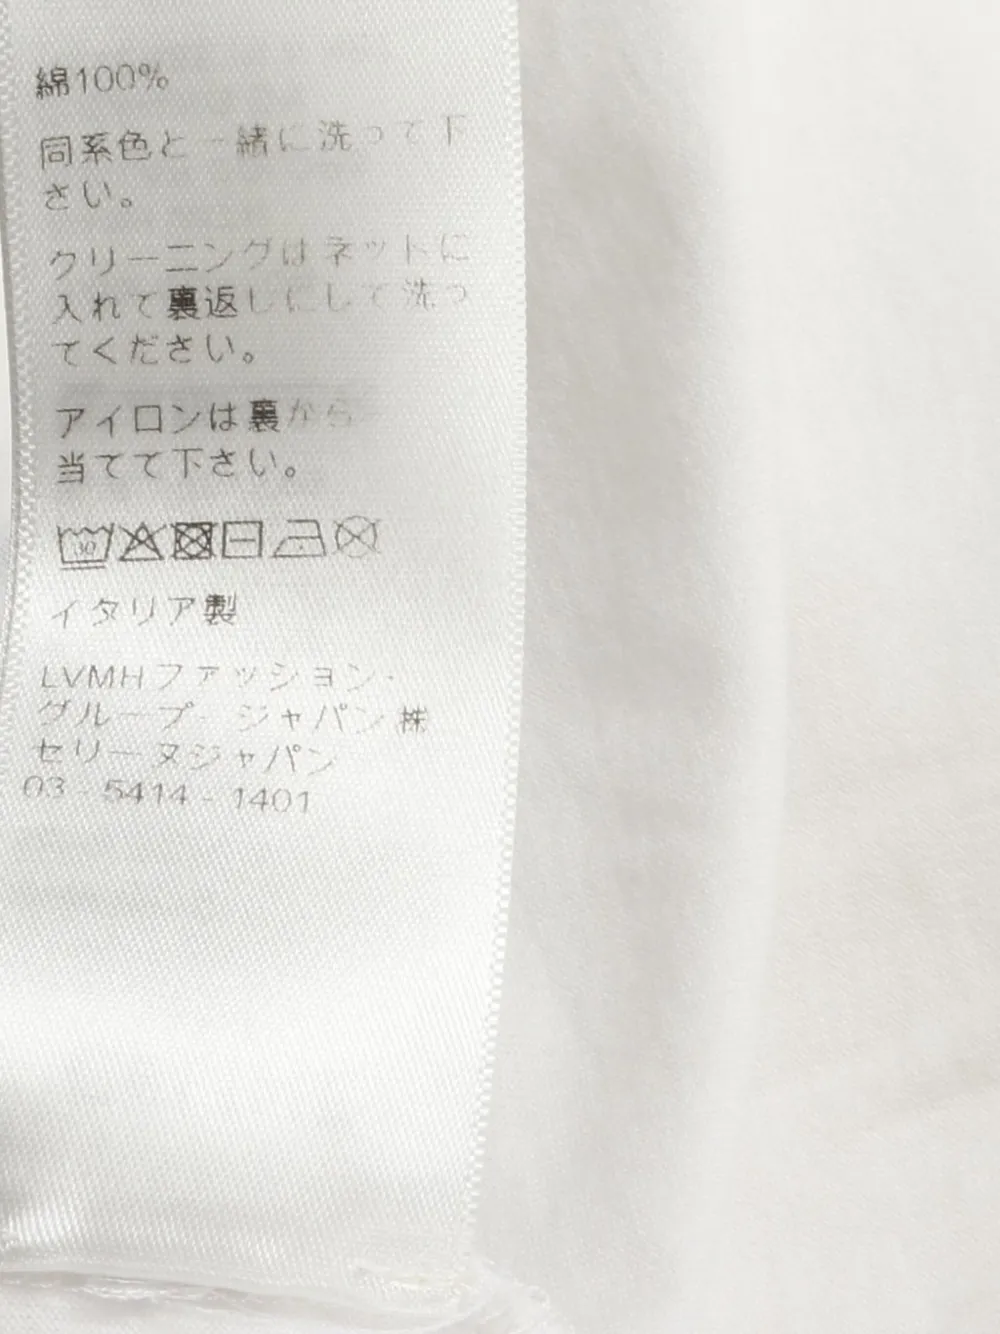 綿100%
同系色と一緒に洗って下
さい。
クリーニングはネットに
入れて裏返しにして洗っ
てください。
アイロンは裏から
当てて下さい。
30
イタリア製
LVMHファッション・
グループ・ジャパン㈱
セリーヌジャパン
03-5414-1401